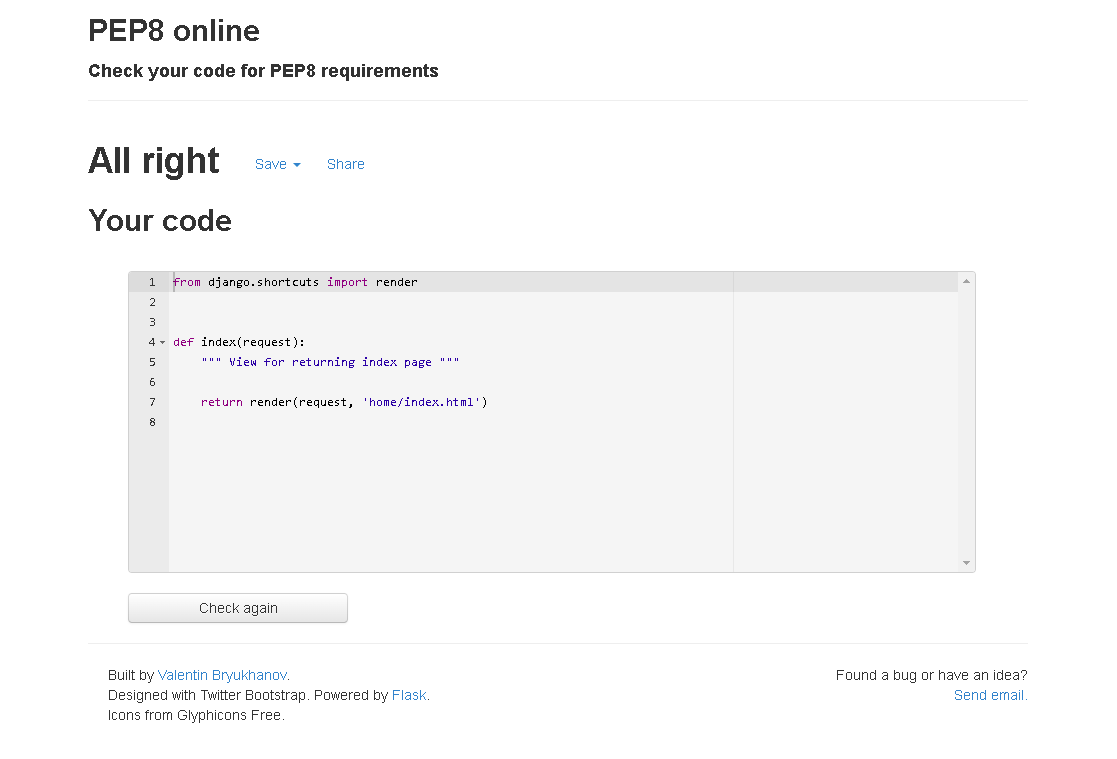 PEP8 online
Check your code for PEP8 requirements
All right Save Share
Your code
1 from django.shortcuts import render
2
3
4 def index(request):
5     """ View for returning index page """
6
7     return render(request, 'home/index.html')
8
Check again
Built by Valentin Bryukhanov.
Designed with Twitter Bootstrap. Powered by Flask.
Icons from Glyphicons Free.
Found a bug or have an idea?
Send email.